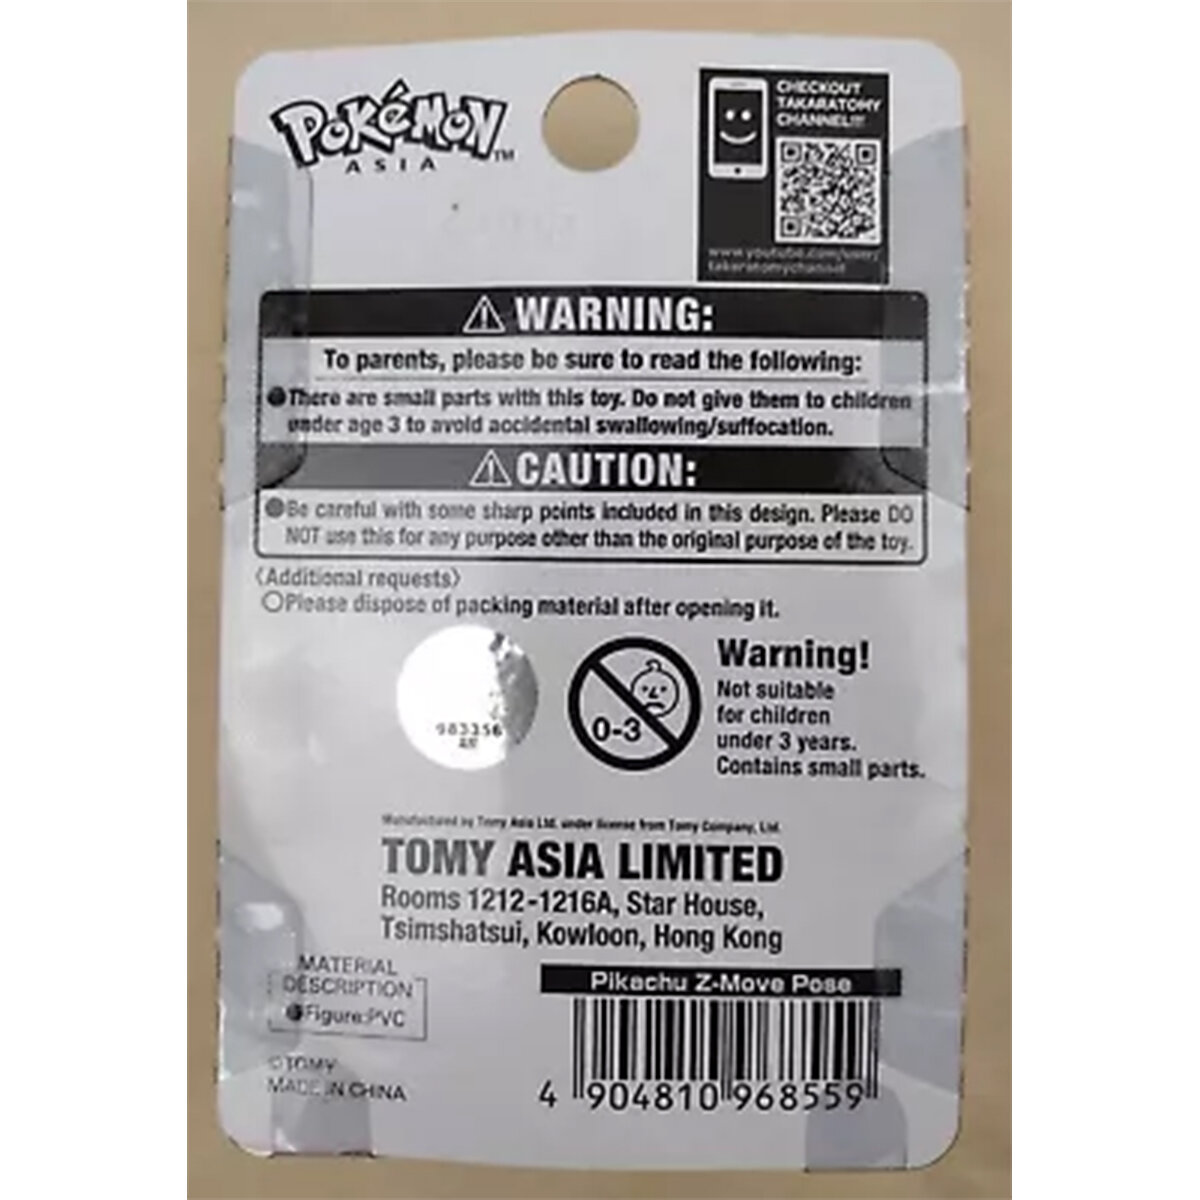 POKéMON™
ASIA
CHECKOUT
TAKARATOMY
CHANNEL!!!
www.youtube.com/user/
takaratomychannel
⚠ WARNING:
To parents, please be sure to read the following:
●There are small parts with this toy. Do not give them to children
under age 3 to avoid accidental swallowing/suffocation.
⚠ CAUTION:
●Be careful with some sharp points included in this design. Please DO
NOT use this for any purpose other than the original purpose of the toy.
〈Additional requests〉
○Please dispose of packing material after opening it.
983356
0-3
Warning!
Not suitable
for children
under 3 years.
Contains small parts.
Manufactured by Tomy Asia Ltd. under license from Tomy Company, Ltd.
TOMY ASIA LIMITED
Rooms 1212-1216A, Star House,
Tsimshatsui, Kowloon, Hong Kong
MATERIAL
DESCRIPTION
●Figure:PVC
© TOMY
MADE IN CHINA
Pikachu Z-Move Pose
4 904810 968559